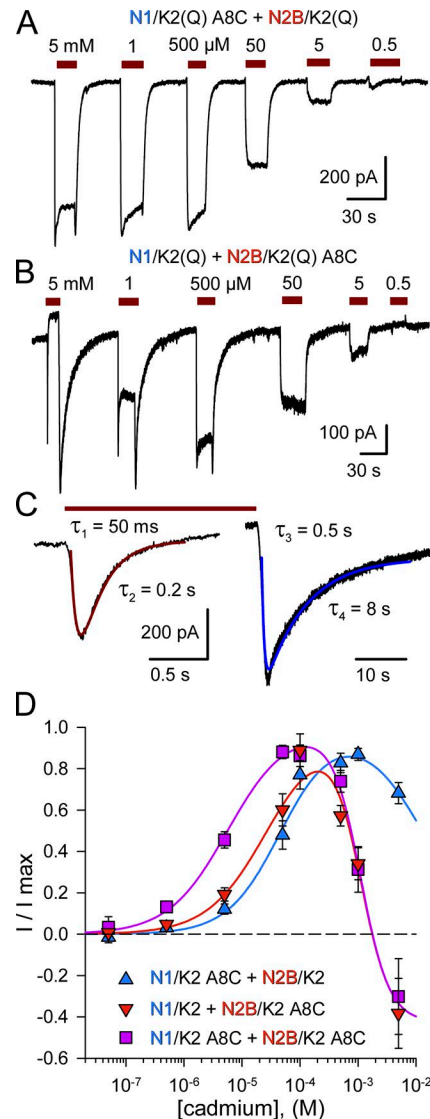 A
N1/K2(Q) A8C + N2B/K2(Q)
5 mM 1 500 µM 50 5 0.5
200 pA
30 s
B
N1/K2(Q) + N2B/K2(Q) A8C
5 mM 1 500 µM 50 5 0.5
100 pA
30 s
C
τ1 = 50 ms
τ3 = 0.5 s
τ2 = 0.2 s
τ4 = 8 s
200 pA
0.5 s
10 s
D
1.0
0.8
0.6
0.4
0.2
0.0
-0.2
-0.4
-0.6
I / I max
N1/K2 A8C + N2B/K2
N1/K2 + N2B/K2 A8C
N1/K2 A8C + N2B/K2 A8C
10-7 10-6 10-5 10-4 10-3 10-2
[cadmium], (M)